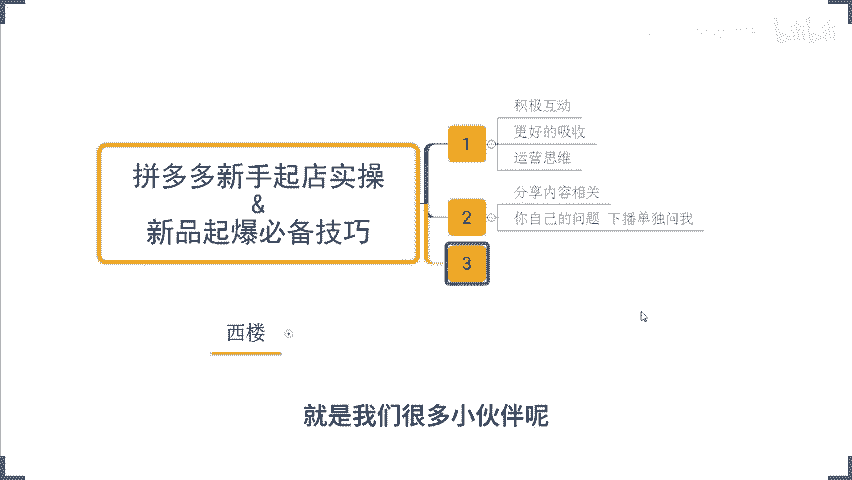 拼多多新手起店实操
&
新品起爆必备技巧
1
积极互动
更好的吸收
运营思维
2
分享内容相关
你自己的问题 下播单独问我
3
西楼
就是我们很多小伙伴呢